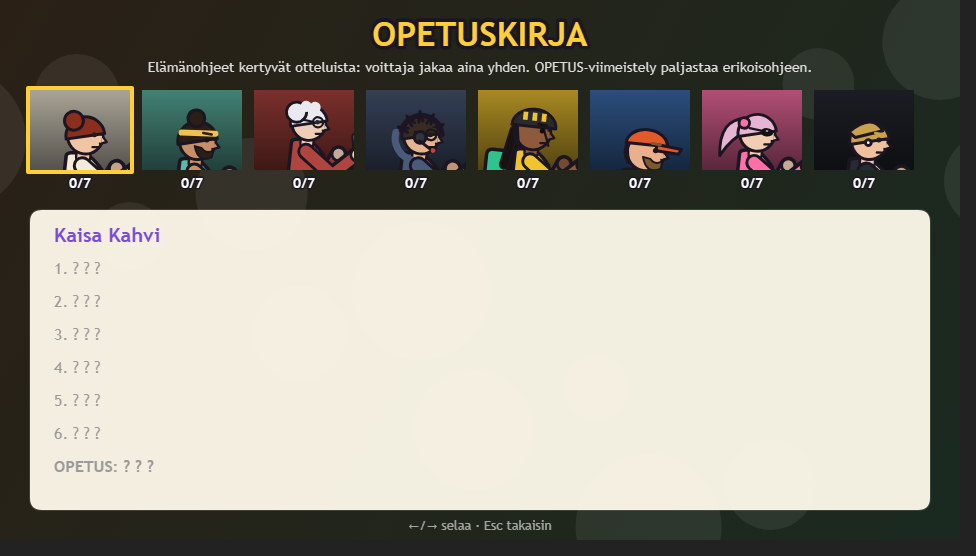 OPETUSKIRJA
Elämänohjeet kertyvät otteluista: voittaja jakaa aina yhden. OPETUS-viimeistely paljastaa erikoisohjeen.
0/7 0/7 0/7 0/7 0/7 0/7 0/7 0/7
Kaisa Kahvi
1. ? ? ?
2. ? ? ?
3. ? ? ?
4. ? ? ?
5. ? ? ?
6. ? ? ?
OPETUS: ? ? ?
←/→ selaa · Esc takaisin